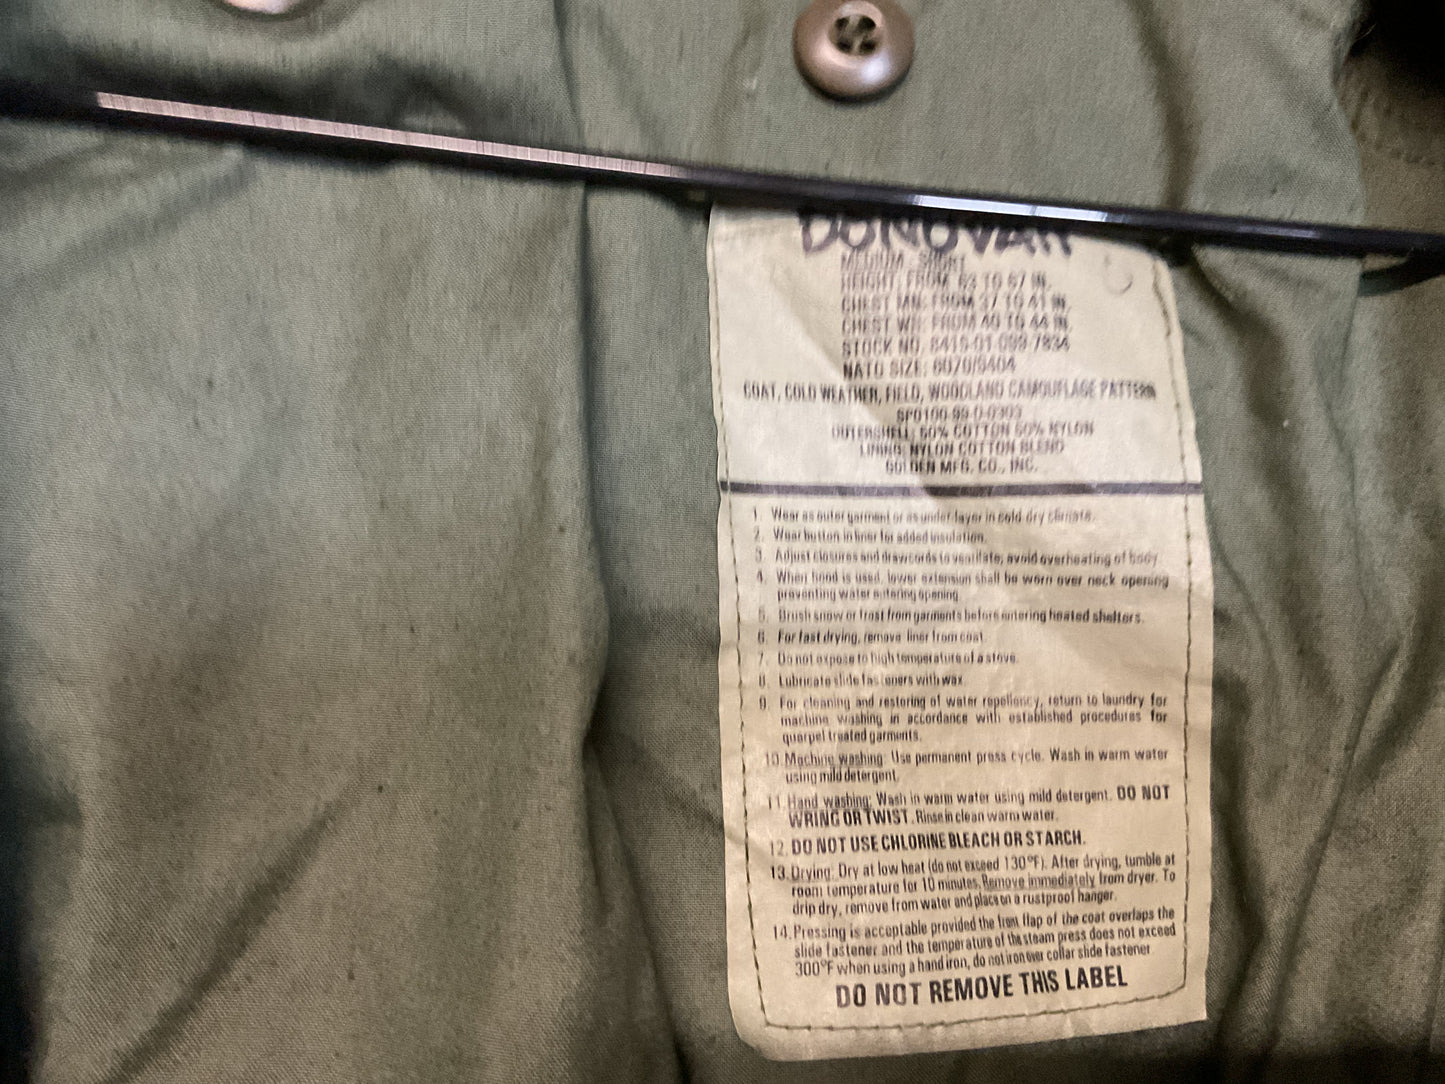 DONOVAN
MEDIUM - SHORT
HEIGHT: FROM 63 TO 67 IN.
CHEST MN: FROM 37 TO 41 IN.
CHEST WN: FROM 40 TO 44 IN.
STOCK NO. 8415-01-099-7834
NATO SIZE: 6070/9404
COAT, COLD WEATHER, FIELD, WOODLAND CAMOUFLAGE PATTERN
SPO100-99-D-0303
OUTERSHELL: 50% COTTON 50% NYLON
LINING: NYLON COTTON BLEND
GOLDEN MFG. CO., INC.
1. Wear as outer garment or as under-layer in cold dry climate.
2. Wear button in liner for added insulation.
3. Adjust closures and drawcords to ventilate; avoid overheating of body.
4. When hood is used, lower extension shall be worn over neck opening
preventing water entering opening.
5. Brush snow or frost from garments before entering heated shelters.
6. For fast drying, remove liner from coat.
7. Do not expose to high temperature of a stove.
8. Lubricate slide fasteners with wax.
9. For cleaning and restoring of water repellency, return to laundry for
machine washing in accordance with established procedures for
quarpel treated garments.
10. Machine washing: Use permanent press cycle. Wash in warm water
using mild detergent.
11. Hand washing: Wash in warm water using mild detergent. DO NOT
WRING OR TWIST. Rinse in clean warm water.
12. DO NOT USE CHLORINE BLEACH OR STARCH.
13. Drying: Dry at low heat (do not exceed 130°F). After drying, tumble at
room temperature for 10 minutes. Remove immediately from dryer. To
drip dry, remove from water and place on a rustproof hanger.
14. Pressing is acceptable provided the front flap of the coat overlaps the
slide fastener and the temperature of the steam press does not exceed
300°F when using a hand iron, do not iron over collar slide fastener.
DO NOT REMOVE THIS LABEL